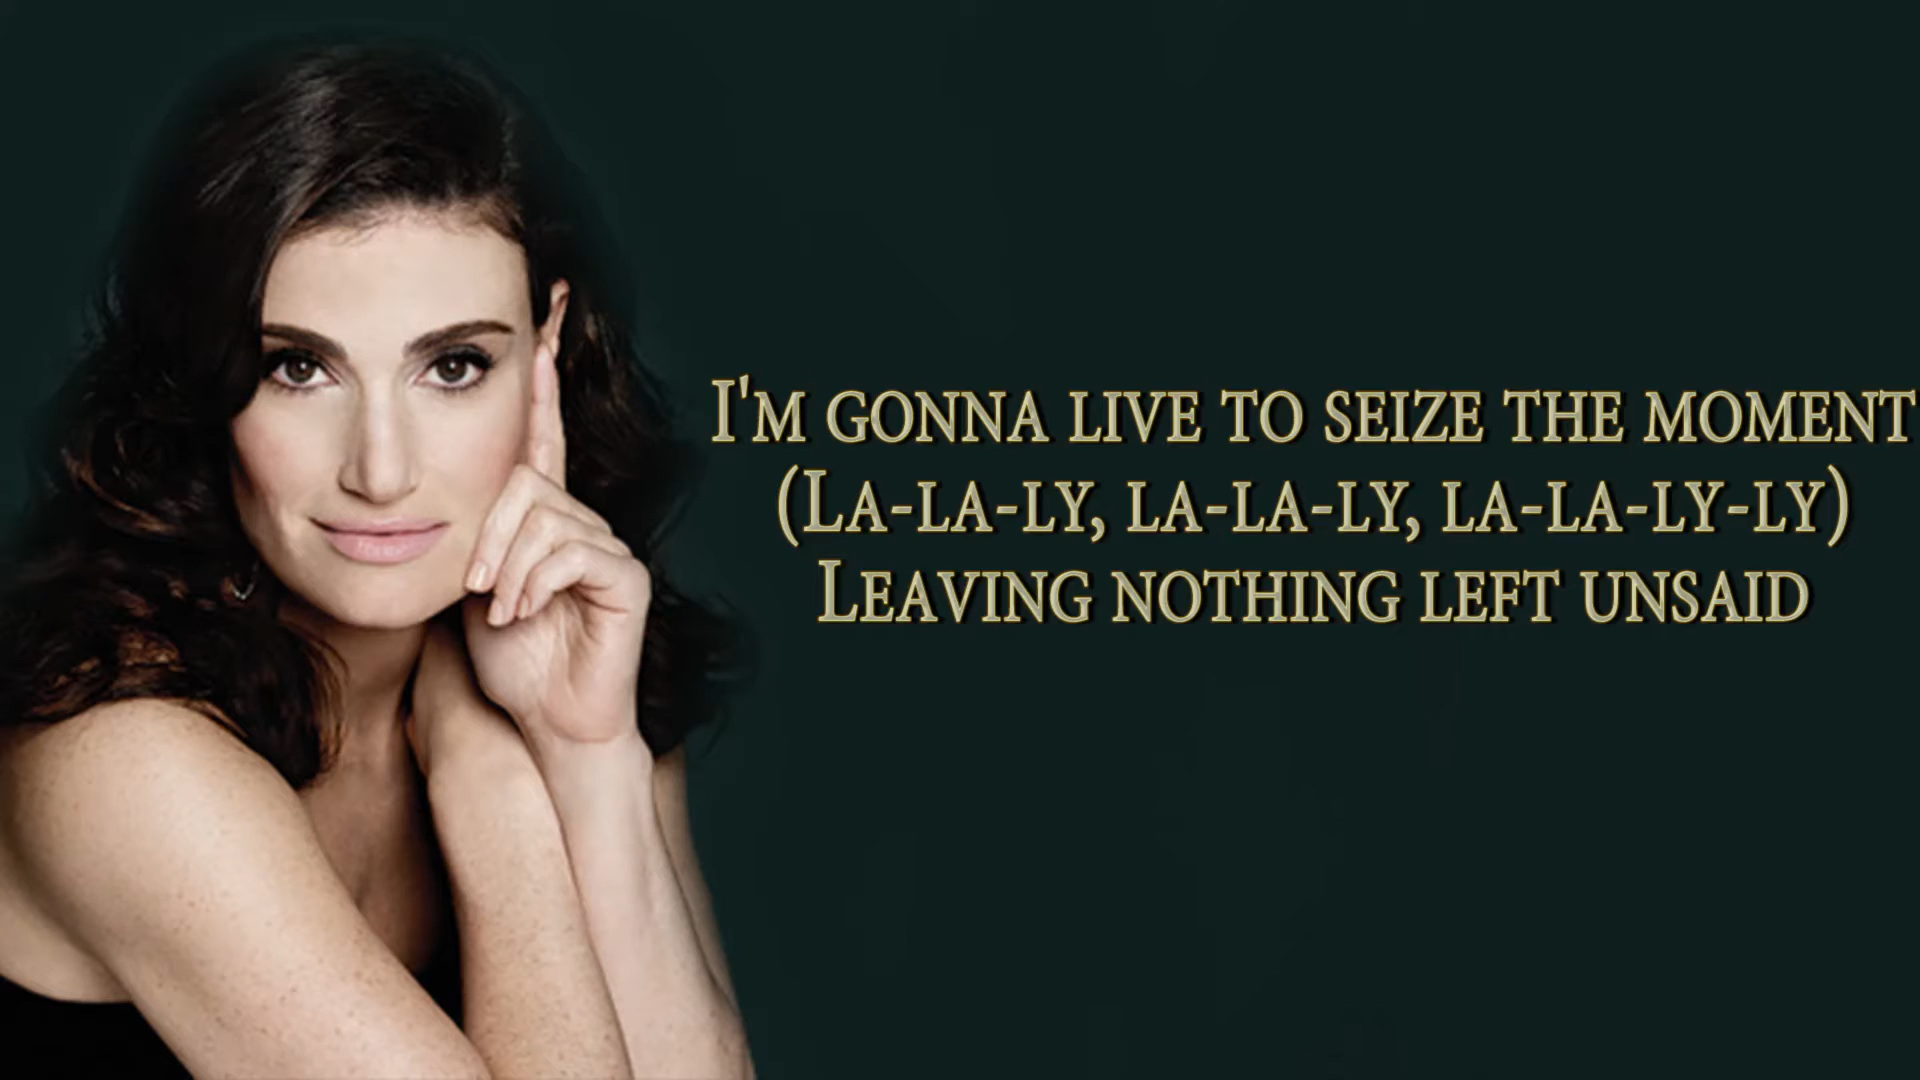 I'm gonna live to seize the moment
(La-la-ly, la-la-ly, la-la-ly-ly)
Leaving nothing left unsaid